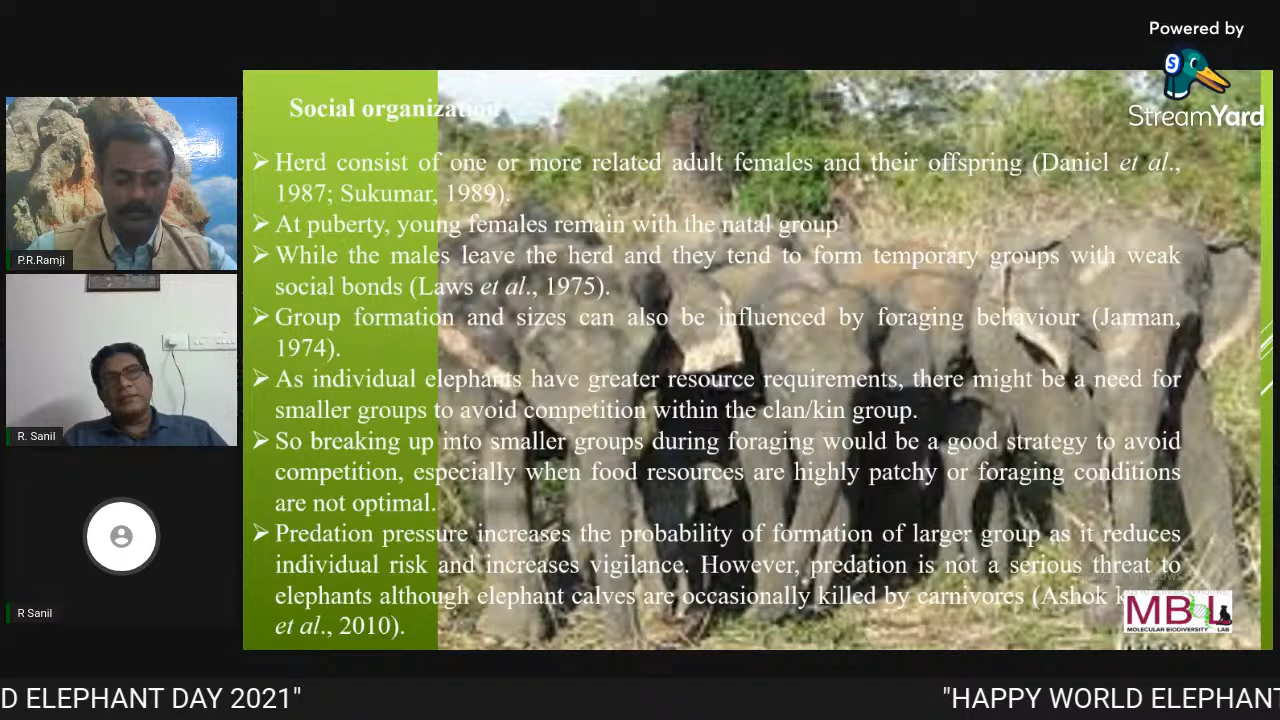 Powered by
StreamYard
Social organization
Herd consist of one or more related adult females and their offspring (Daniel et al.,
1987; Sukumar, 1989).
At puberty, young females remain with the natal group
While the males leave the herd and they tend to form temporary groups with weak
social bonds (Laws et al., 1975).
Group formation and sizes can also be influenced by foraging behaviour (Jarman,
1974).
As individual elephants have greater resource requirements, there might be a need for
smaller groups to avoid competition within the clan/kin group.
So breaking up into smaller groups during foraging would be a good strategy to avoid
competition, especially when food resources are highly patchy or foraging conditions
are not optimal.
Predation pressure increases the probability of formation of larger group as it reduces
individual risk and increases vigilance. However, predation is not a serious threat to
elephants although elephant calves are occasionally killed by carnivores (Ashok
et al., 2010).
P.R.Ramji
R. Sanil
R Sanil
MB L
MOLECULAR BIODIVERSITY LAB
D ELEPHANT DAY 2021" "HAPPY WORLD ELEPHANT